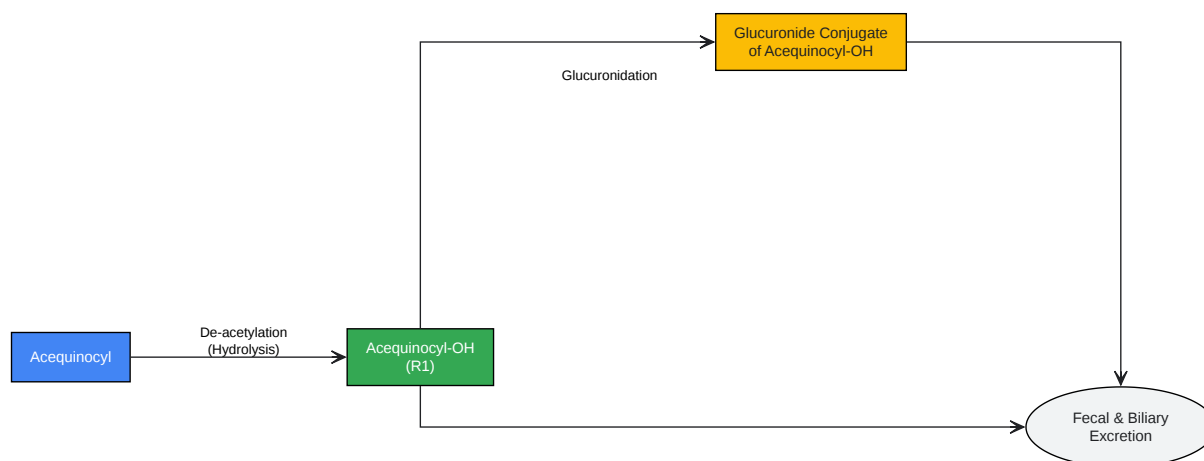 Glucuronide Conjugate
of Acequinocyl-OH
Glucuronidation
De-acetylation
(Hydrolysis)
Acequinocyl
Acequinocyl-OH
(R1)
Fecal & Biliary
Excretion